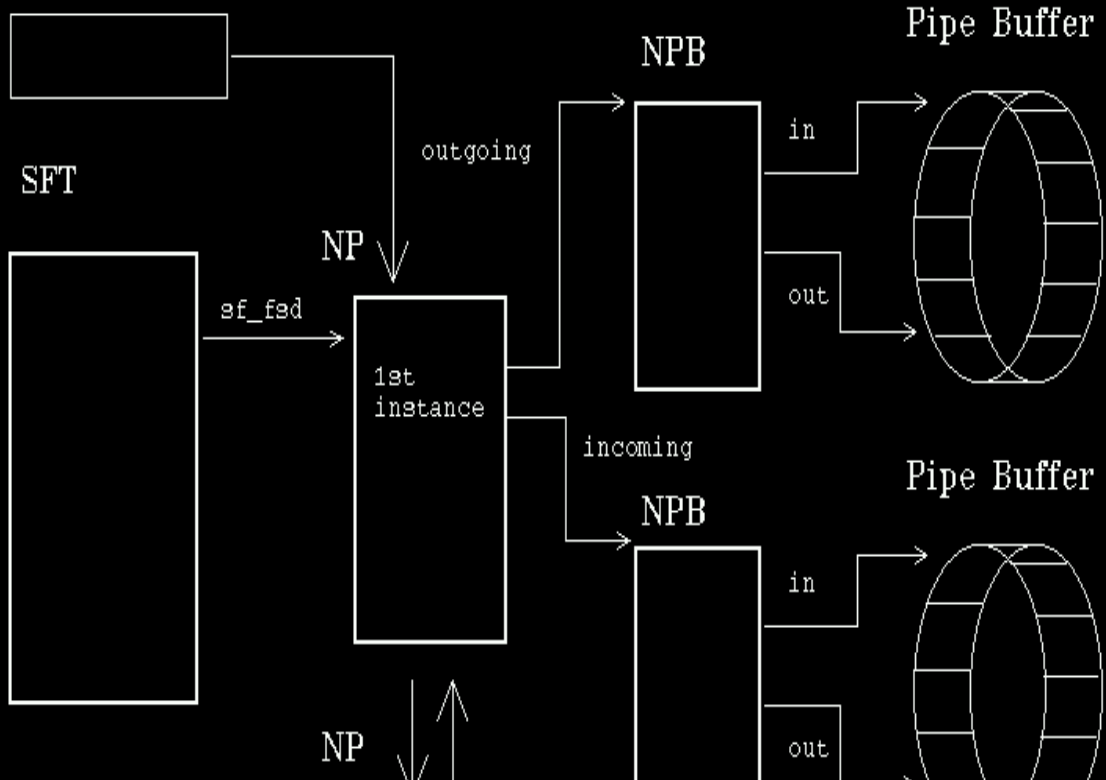 Pipe Buffer
NPB
in
outgoing
SFT
NP
out
sf_fsd
1st
instance
incoming
Pipe Buffer
NPB
in
NP
out